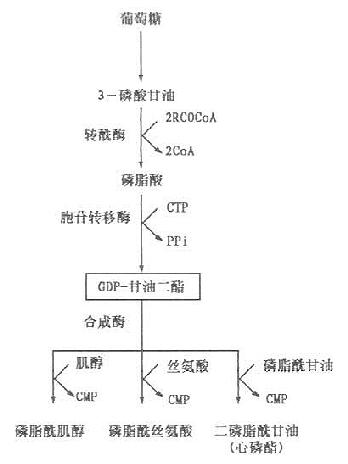 葡萄糖
3-磷酸甘油
转酰酶
2RCOCoA
2CoA
磷脂酸
胞苷转移酶
CTP
PPi
GDP-甘油二酯
合成酶
肌醇
CMP
丝氨酸
CMP
磷脂酰甘油
CMP
磷脂酰肌醇
磷脂酰丝氨酸
二磷脂酰甘油
(心磷酯)